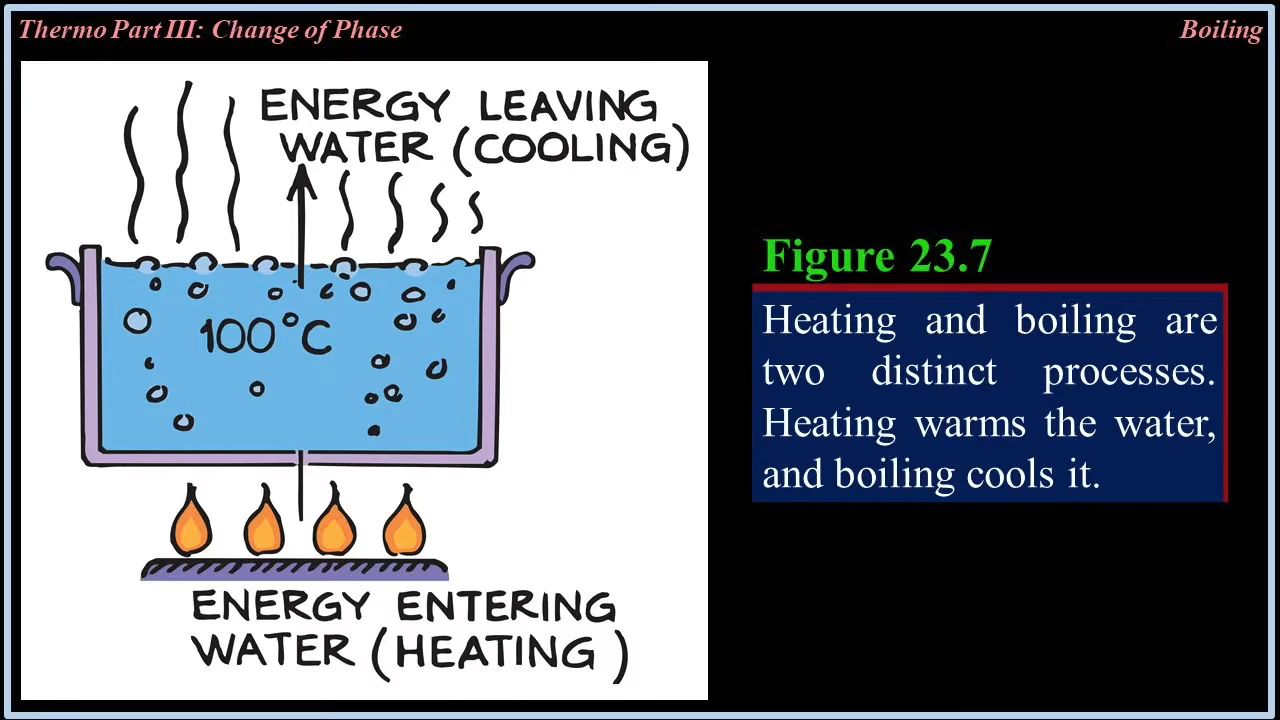 Thermo Part III: Change of Phase
Boiling
ENERGY LEAVING
WATER (COOLING)
100°C
ENERGY ENTERING
WATER (HEATING)
Figure 23.7
Heating and boiling are
two distinct processes.
Heating warms the water,
and boiling cools it.